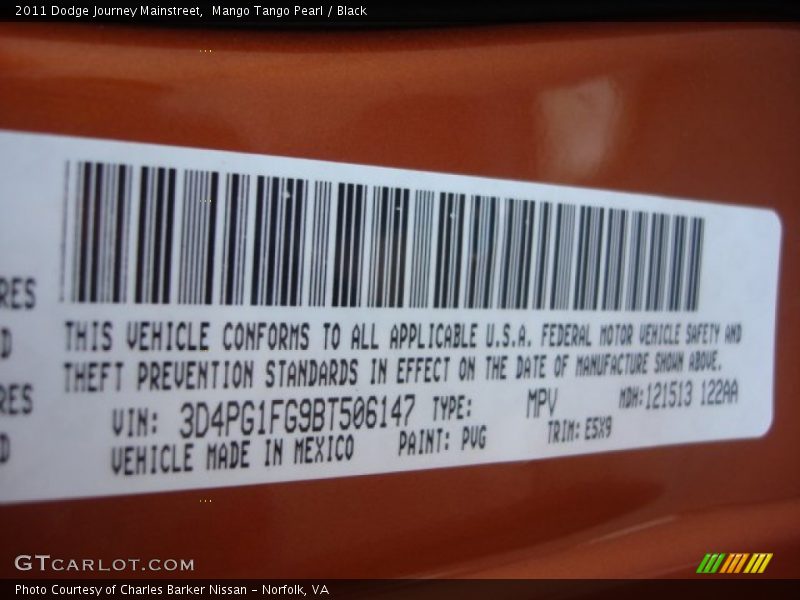 2011 Dodge Journey Mainstreet, Mango Tango Pearl / Black
RES
D
RES
D
THIS VEHICLE CONFORMS TO ALL APPLICABLE U.S.A. FEDERAL MOTOR VEHICLE SAFETY AND
THEFT PREVENTION STANDARDS IN EFFECT ON THE DATE OF MANUFACTURE SHOWN ABOVE.
VIN: 3D4PG1FG9BT506147 TYPE: MPV MDH:121513 122AA
VEHICLE MADE IN MEXICO PAINT: PVG TRIM: E5X9
GTCARLOT.COM
Photo Courtesy of Charles Barker Nissan - Norfolk, VA